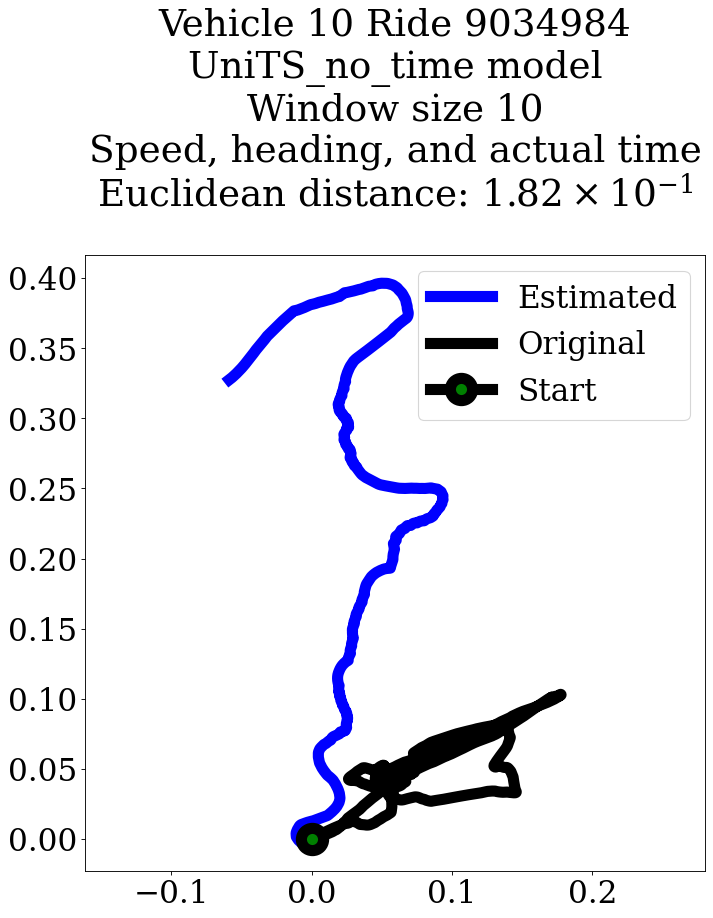 Vehicle 10 Ride 9034984
UniTS_no_time model
Window size 10
Speed, heading, and actual time
Euclidean distance: 1.82 × 10⁻¹
0.40
0.35
0.30
0.25
0.20
0.15
0.10
0.05
0.00
Estimated
Original
Start
−0.1
0.0
0.1
0.2